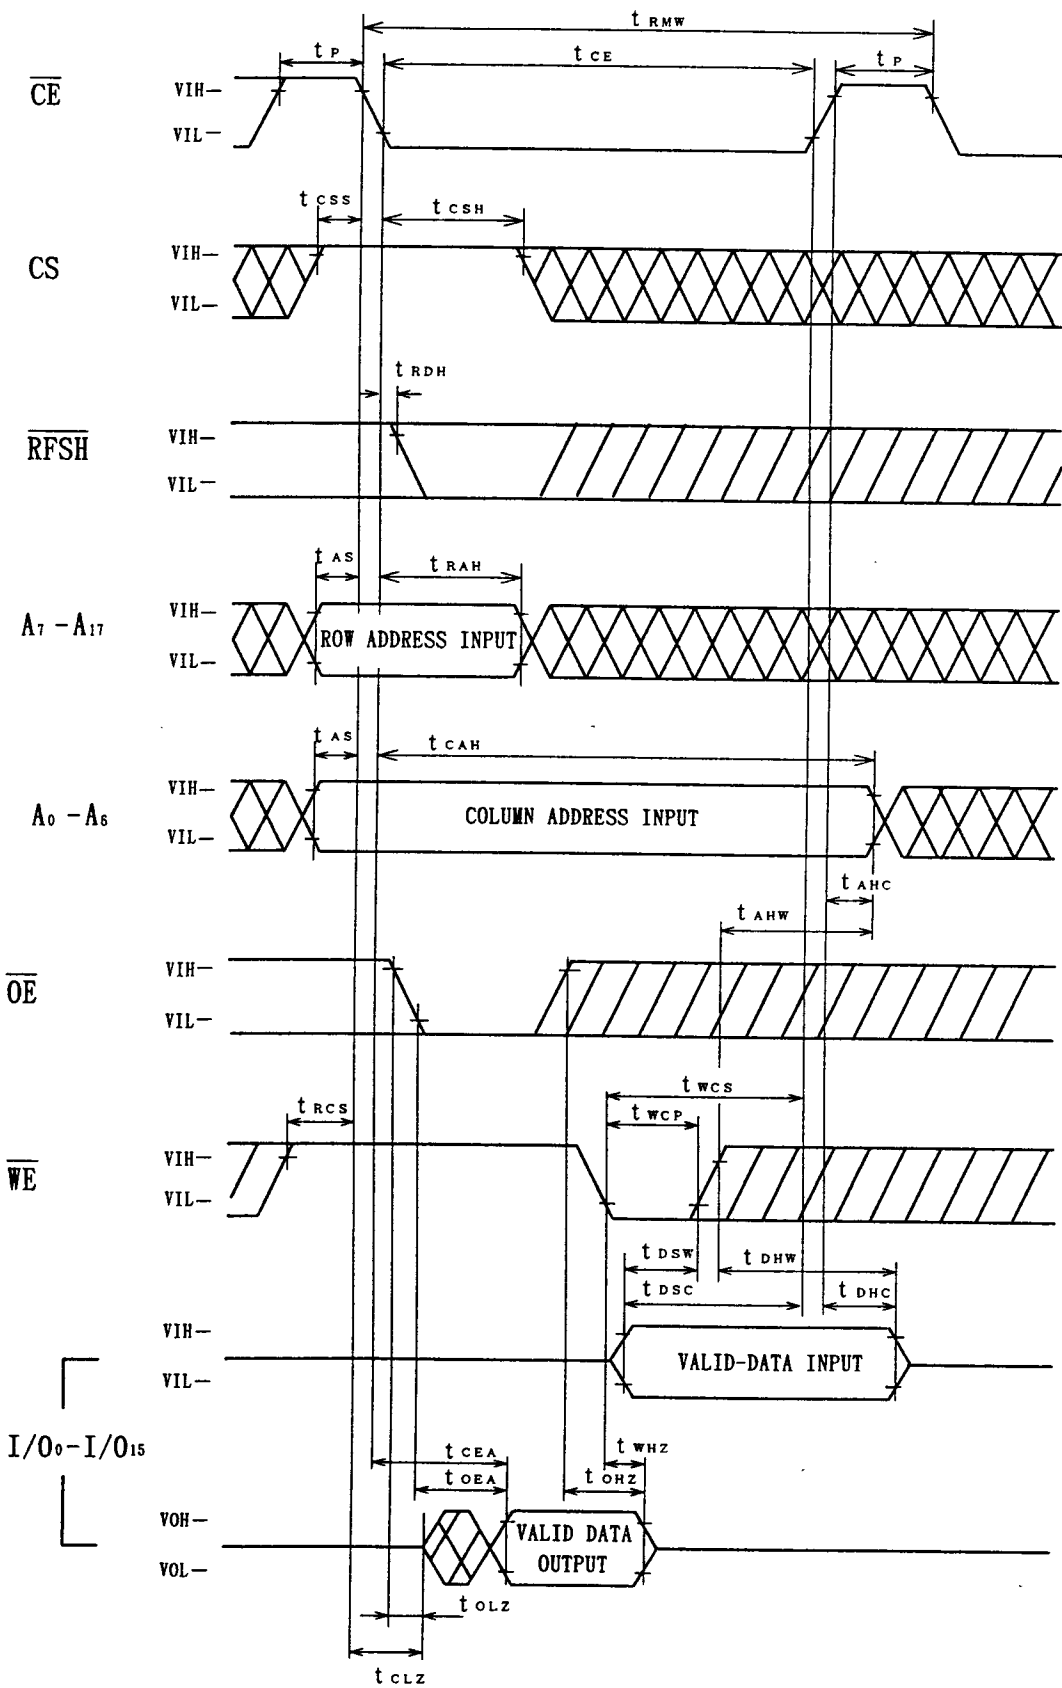 t RMW
t P
t CE
t P
CE
VIH
VIL
t CSS
t CSH
CS
VIH
VIL
t RDH
RFSH
VIH
VIL
t AS
t RAH
A7 - A17
VIH
VIL
ROW ADDRESS INPUT
t AS
t CAH
A0 - A6
VIH
VIL
COLUMN ADDRESS INPUT
t AHC
t AHW
OE
VIH
VIL
t WCS
t RCS
t WCP
WE
VIH
VIL
t DSW
t DHW
t DSC
t DHC
VIH
VIL
VALID-DATA INPUT
I/O0-I/O15
t CEA
t WHZ
t OEA
t OHZ
VOH
VOL
VALID DATA
OUTPUT
t OLZ
t CLZ